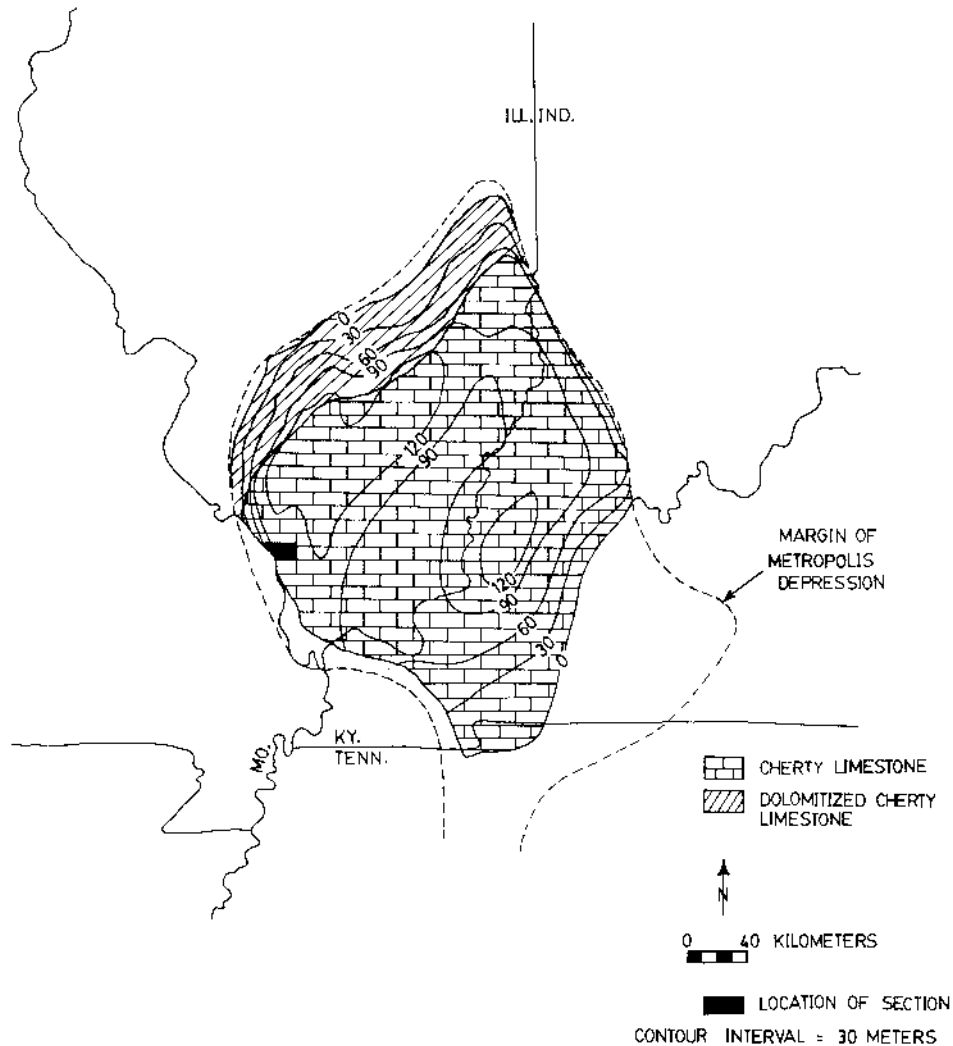 ILL. IND.
0
30
60
90
120
90
120
90
60
30
0
MARGIN OF
METROPOLIS
DEPRESSION
KY.
TENN.
MO.
CHERTY LIMESTONE
DOLOMITIZED CHERTY
LIMESTONE
N
0 40 KILOMETERS
LOCATION OF SECTION
CONTOUR INTERVAL = 30 METERS